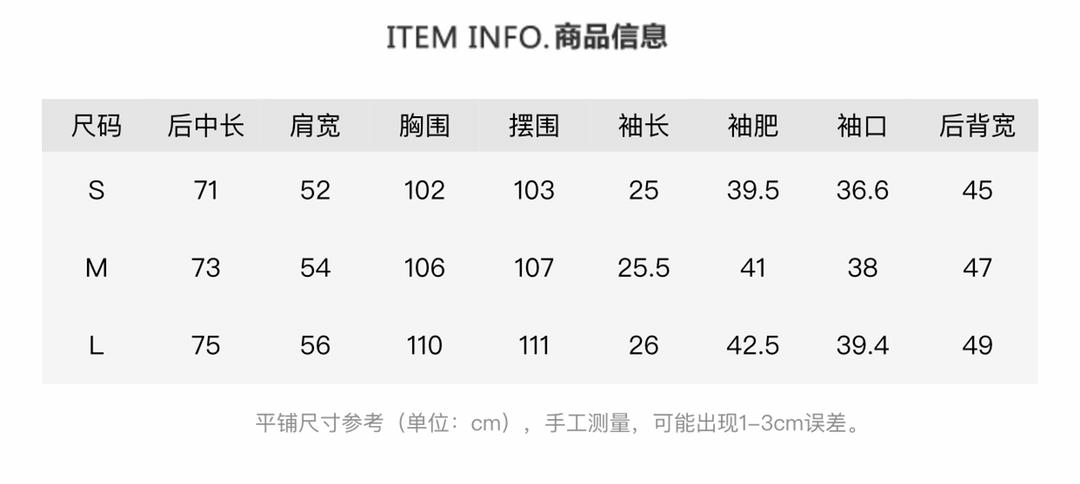 ITEM INFO.商品信息
尺码 后中长 肩宽 胸围 摆围 袖长 袖肥 袖口 后背宽
S 71 52 102 103 25 39.5 36.6 45
M 73 54 106 107 25.5 41 38 47
L 75 56 110 111 26 42.5 39.4 49
平铺尺寸参考（单位：cm），手工测量，可能出现1-3cm误差。